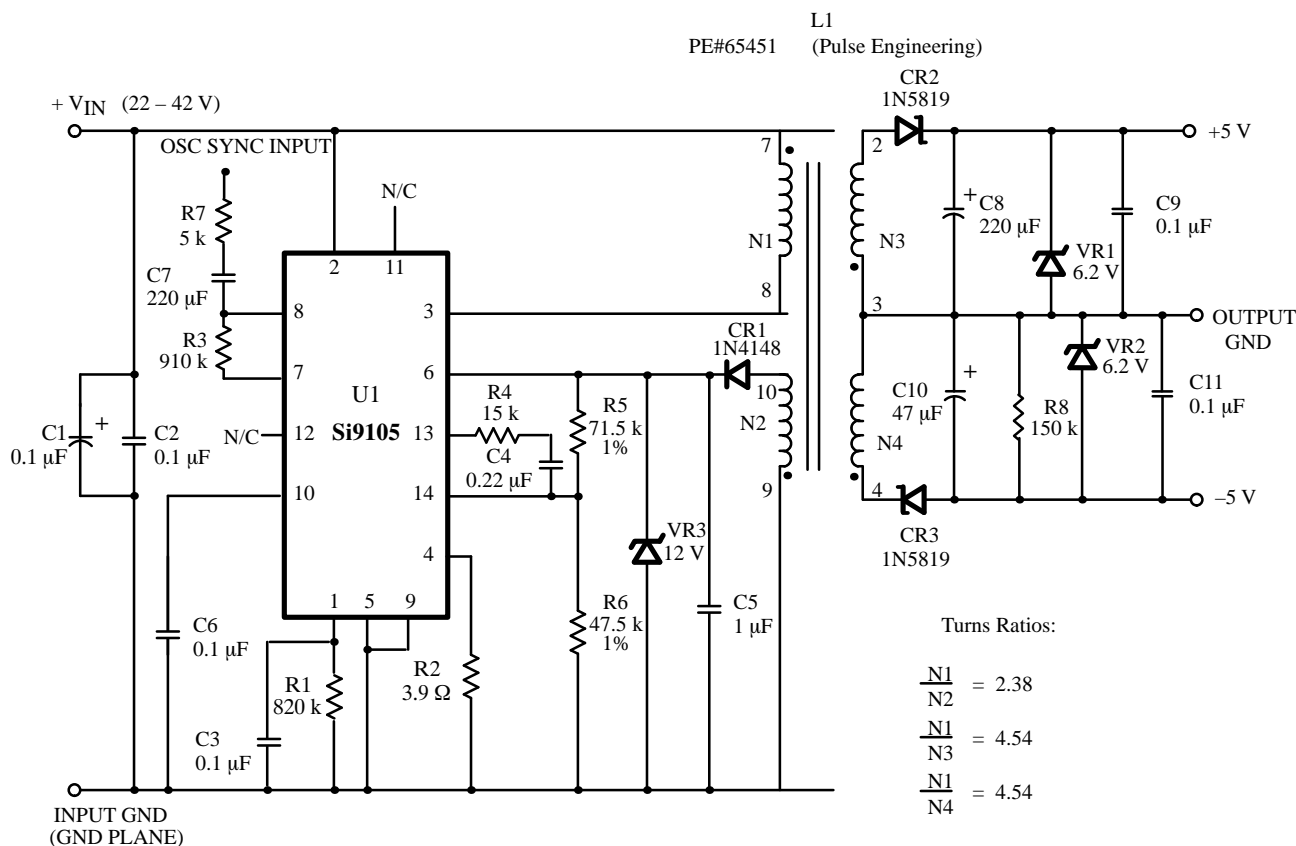 L1
PE#65451 (Pulse Engineering)
CR2
1N5819
+ VIN (22 – 42 V)
+5 V
OSC SYNC INPUT
7
2
N/C
R7
5 k
C8
220 µF
+
C9
0.1 µF
N1
N3
VR1
6.2 V
2
11
C7
220 µF
8
3
8
3
OUTPUT
GND
R3
910 k
CR1
1N4148
VR2
6.2 V
7
6
10
C10
47 µF
+
C11
0.1 µF
U1
Si9105
R4
15 k
R5
71.5 k
1%
N2
N4
R8
150 k
C1
0.1 µF
+
C2
0.1 µF
N/C
12
13
C4
0.22 µF
10
14
9
4
–5 V
VR3
12 V
CR3
1N5819
4
1
5
9
R6
47.5 k
1%
C5
1 µF
C6
0.1 µF
R2
3.9 Ω
Turns Ratios:
R1
820 k
N1
N2
= 2.38
C3
0.1 µF
N1
N3
= 4.54
N1
N4
= 4.54
INPUT GND
(GND PLANE)